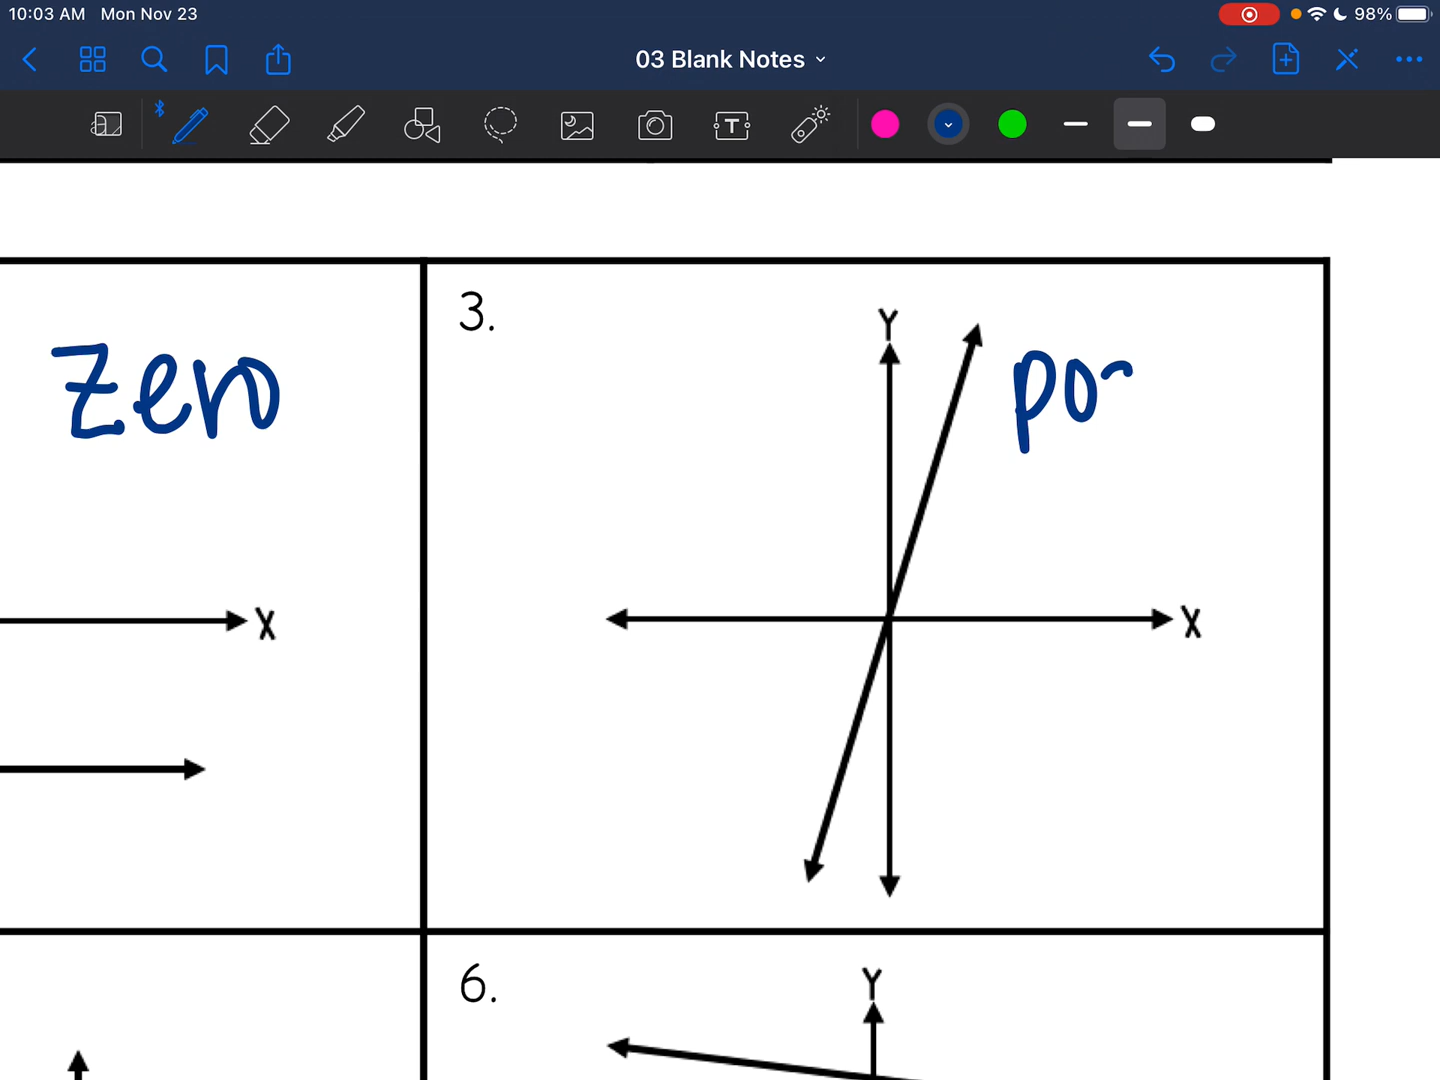 10:03 AM Mon Nov 23
98%
03 Blank Notes
T
3.
Y
zero
po
X
X
6.
Y